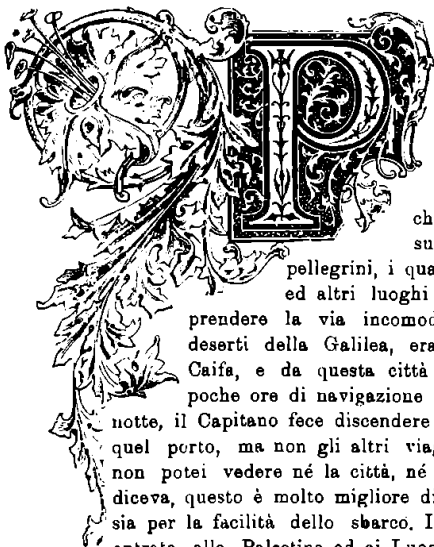 P
ch
su
pellegrini, i qua
ed altri luoghi
prendere la via incomod
deserti della Galilea, era
Caifa, e da questa città
poche ore di navigazione
notte, il Capitano fece discendere
quel porto, ma non gli altri via,
non potei vedere né la città, né
diceva, questo è molto migliore di
sia per la facilità dello sbarco. I